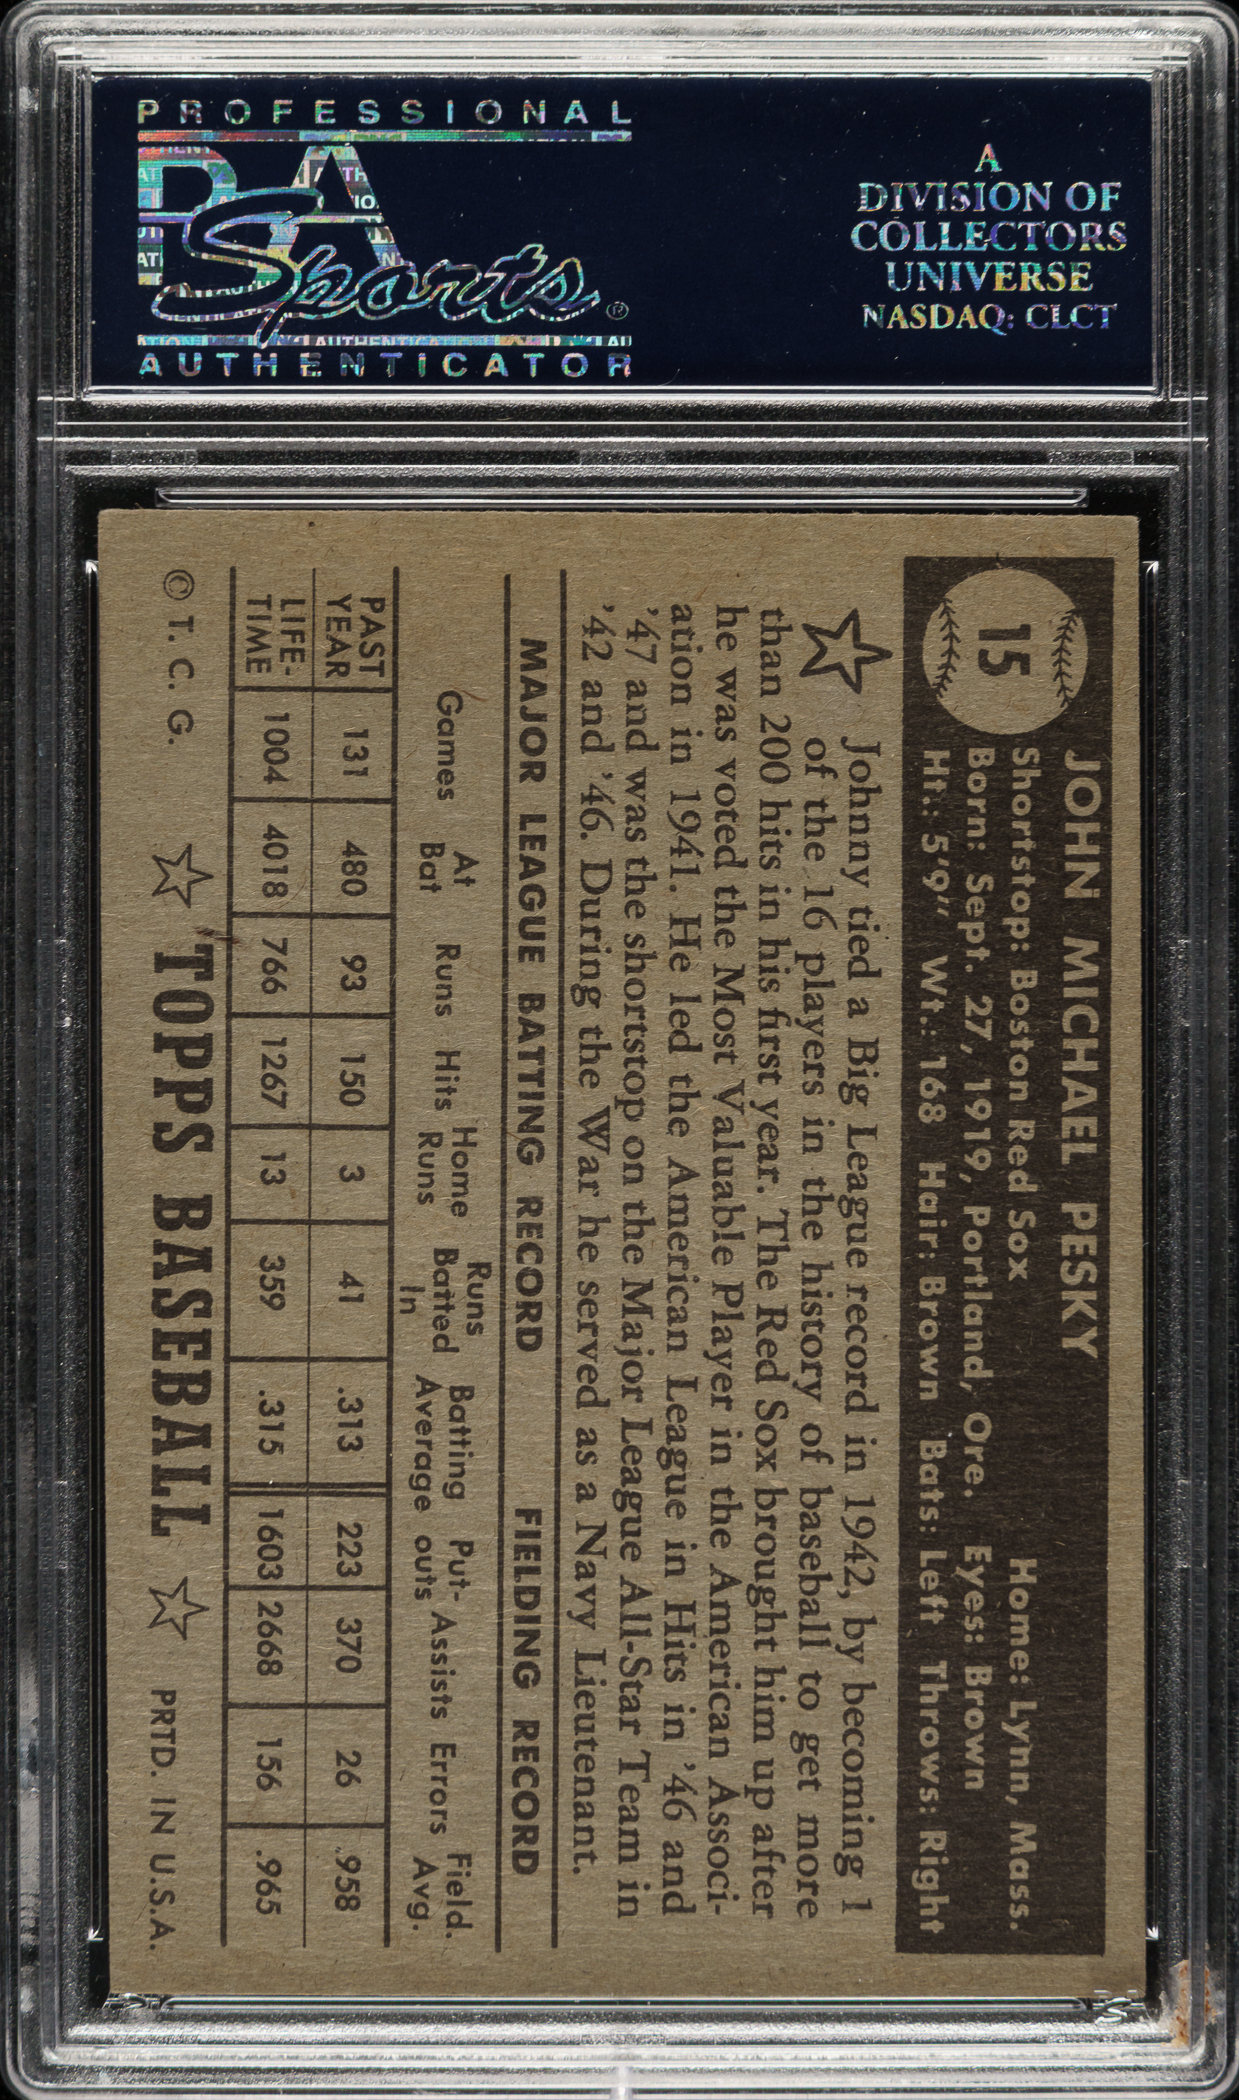 PROFESSIONAL
PSA
Sports ®
AUTHENTICATOR
A
DIVISION OF
COLLECTORS
UNIVERSE
NASDAQ: CLCT
15
JOHN MICHAEL PESKY
Shortstop: Boston Red Sox Home: Lynn, Mass.
Born: Sept. 27, 1919, Portland, Ore. Eyes: Brown
Ht.: 5'9" Wt.: 168 Hair: Brown Bats: Left Throws: Right
Johnny tied a Big League record in 1942, by becoming 1
of the 16 players in the history of baseball to get more
than 200 hits in his first year. The Red Sox brought him up after
he was voted the Most Valuable Player in the American Associ-
ation in 1941. He led the American League in Hits in '46 and
'47 and was the shortstop on the Major League All-Star Team in
'42 and '46. During the War he served as a Navy Lieutenant.
MAJOR LEAGUE BATTING RECORD FIELDING RECORD
Games At Bat Runs Hits Home Runs Runs Batted In Batting Average Put-outs Assists Errors Field. Avg.
PAST YEAR 131 480 93 150 3 41 .313 223 370 26 .958
LIFE-TIME 1004 4018 766 1267 13 359 .315 1603 2668 156 .965
© T. C. G. TOPPS BASEBALL PRTD. IN U.S.A.